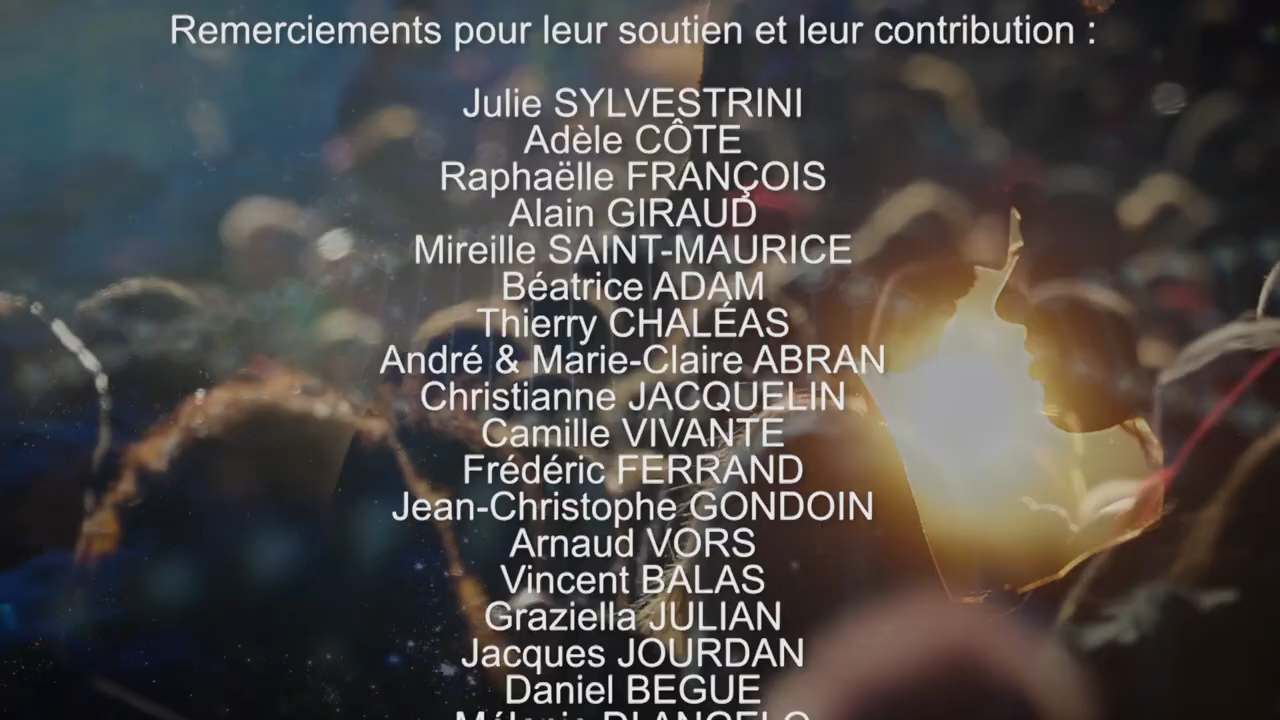 Remerciements pour leur soutien et leur contribution :
Julie SYLVESTRINI
Adèle CÔTE
Raphaëlle FRANÇOIS
Alain GIRAUD
Mireille SAINT-MAURICE
Béatrice ADAM
Thierry CHALÉAS
André & Marie-Claire ABRAN
Christianne JACQUELIN
Camille VIVANTE
Frédéric FERRAND
Jean-Christophe GONDOIN
Arnaud VORS
Vincent BALAS
Graziella JULIAN
Jacques JOURDAN
Daniel BEGUE